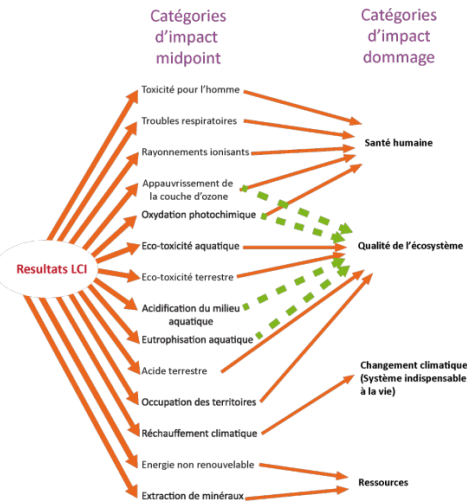 Catégories
d'impact
midpoint
Catégories
d'impact
dommage
Toxicité pour l'homme
Troubles respiratoires
Rayonnements ionisants
Appauvrissement de
la couche d'ozone
Oxydation photochimique
Eco-toxicité aquatique
Eco-toxicité terrestre
Acidification du milieu
aquatique
Eutrophisation aquatique
Acide terrestre
Occupation des territoires
Réchauffement climatique
Energie non renouvelable
Extraction de minéraux
Resultats LCI
Santé humaine
Qualité de l'écosystème
Changement climatique
(Système indispensable
à la vie)
Ressources